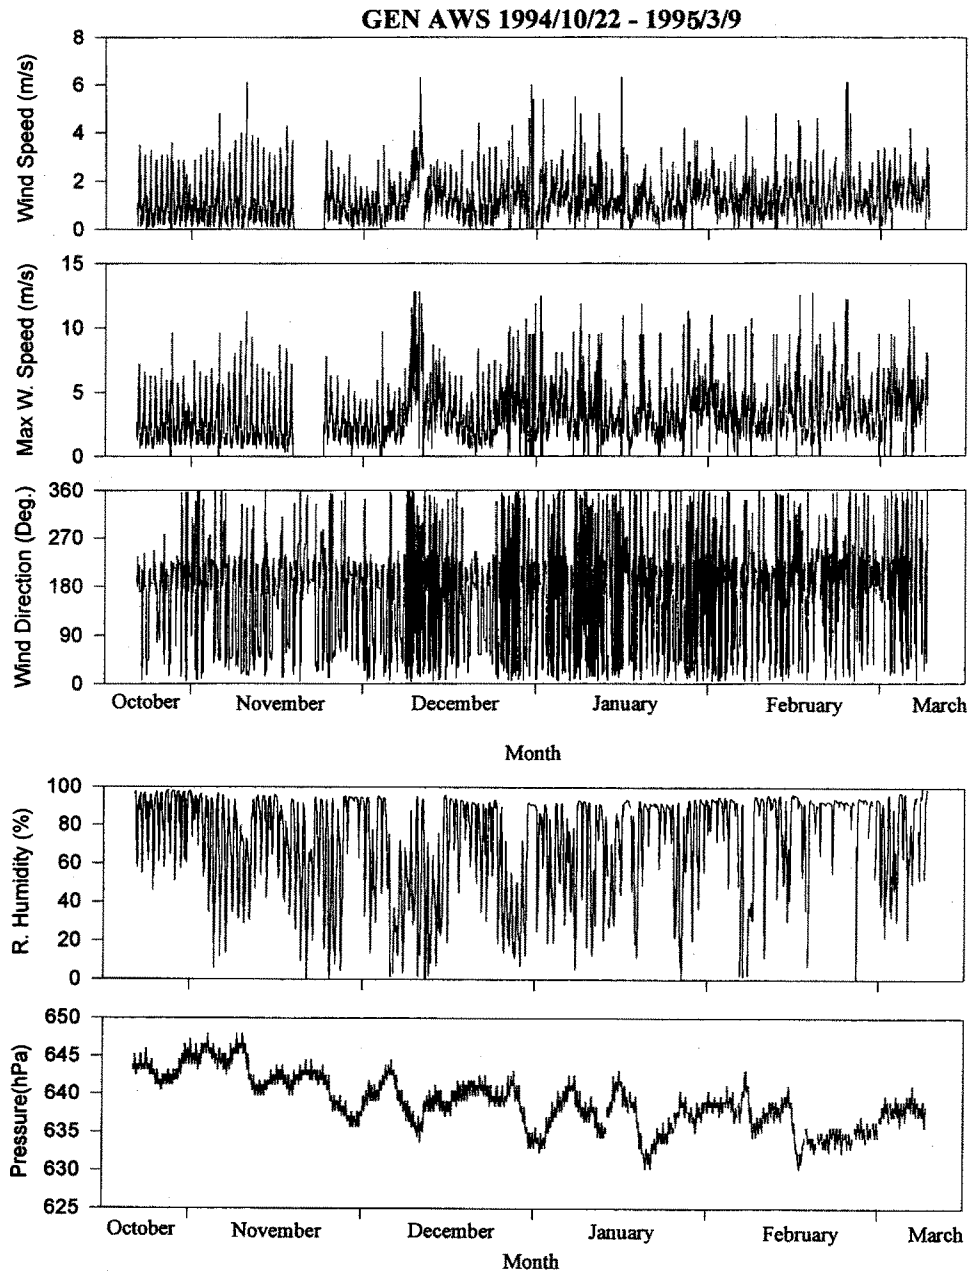 GEN AWS 1994/10/22 - 1995/3/9
Wind Speed (m/s)
8
6
4
2
0
Max W. Speed (m/s)
15
10
5
0
Wind Direction (Deg.)
360
270
180
90
0
October November December January February March
Month
R. Humidity (%)
100
80
60
40
20
0
Pressure(hPa)
650
645
640
635
630
625
October November December January February March
Month